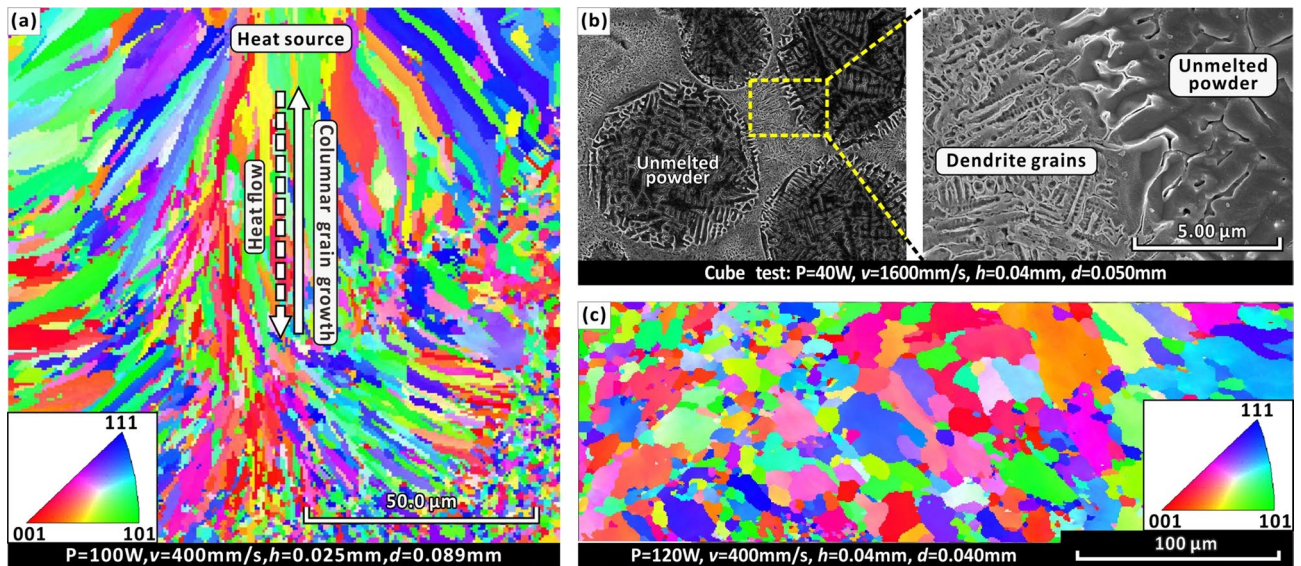 (a)
Heat source
Heat flow
Columnar grain growth
111
001 101
50.0 μm
P=100W,v=400mm/s,h=0.025mm,d=0.089mm
(b)
Unmelted
powder
Unmelted
powder
Dendrite grains
5.00 μm
Cube test: P=40W, v=1600mm/s, h=0.04mm, d=0.050mm
(c)
111
001 101
P=120W, v=400mm/s, h=0.04mm, d=0.040mm
100 μm